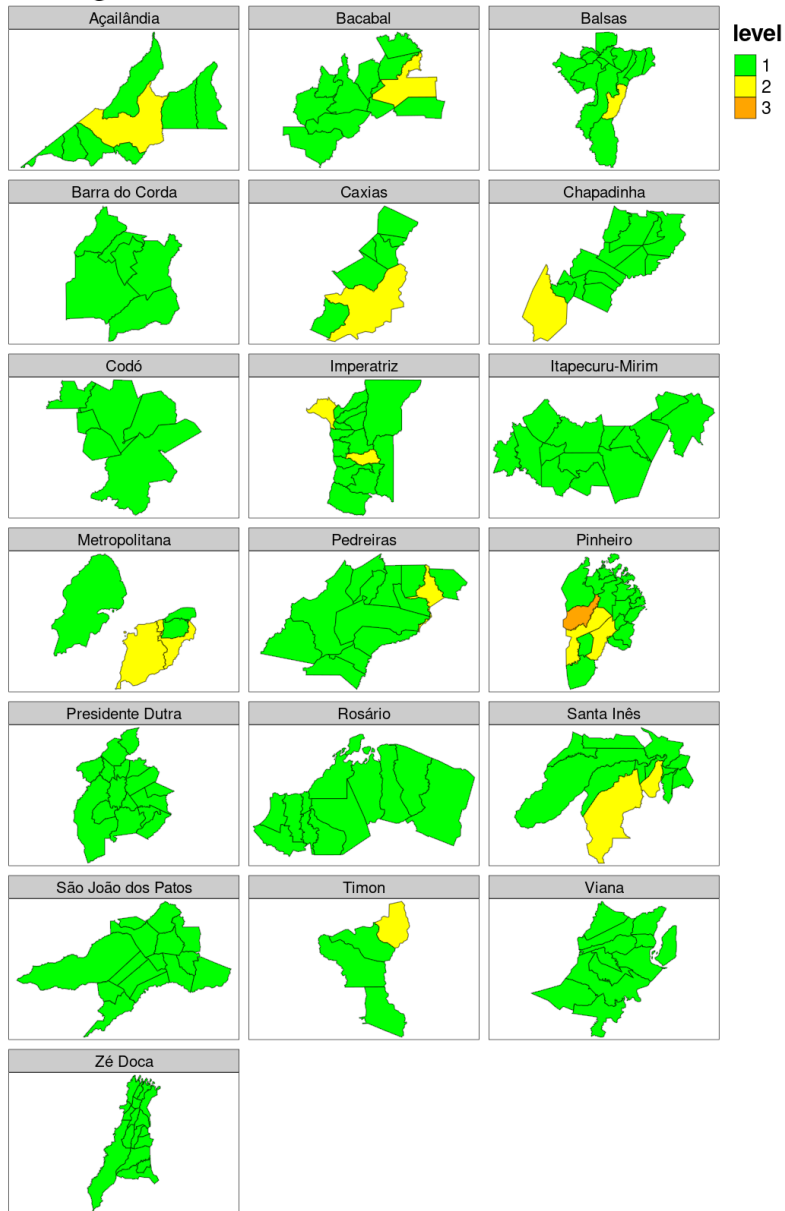 Açailândia
Bacabal
Balsas
level
1
2
3
Barra do Corda
Caxias
Chapadinha
Codó
Imperatriz
Itapecuru-Mirim
Metropolitana
Pedreiras
Pinheiro
Presidente Dutra
Rosário
Santa Inês
São João dos Patos
Timon
Viana
Zé Doca